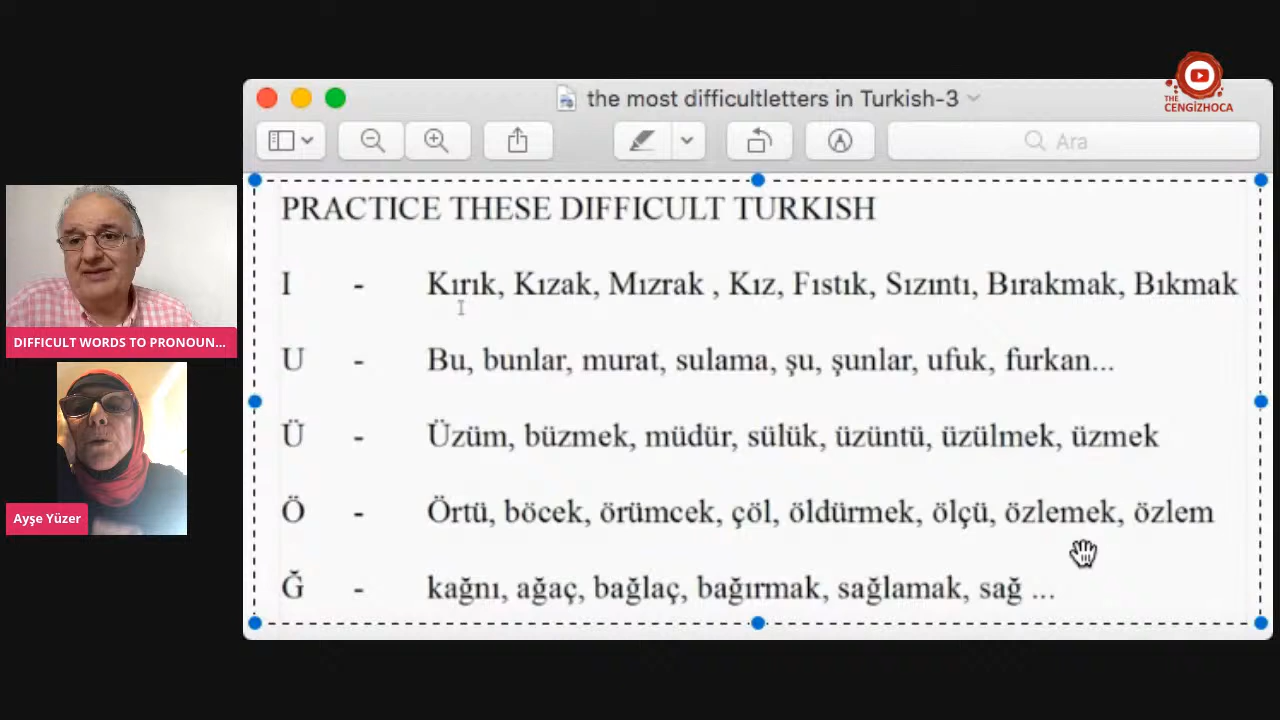 THE
CENGİZHOCA
the most difficultletters in Turkish-3
Ara
PRACTICE THESE DIFFICULT TURKISH
I - Kırık, Kızak, Mızrak , Kız, Fıstık, Sızıntı, Bırakmak, Bıkmak
U - Bu, bunlar, murat, sulama, şu, şunlar, ufuk, furkan...
Ü - Üzüm, büzmek, müdür, sülük, üzüntü, üzülmek, üzmek
Ö - Örtü, böcek, örümcek, çöl, öldürmek, ölçü, özlemek, özlem
Ğ - kağnı, ağaç, bağlaç, bağırmak, sağlamak, sağ ...
DIFFICULT WORDS TO PRONOUN...
Ayşe Yüzer